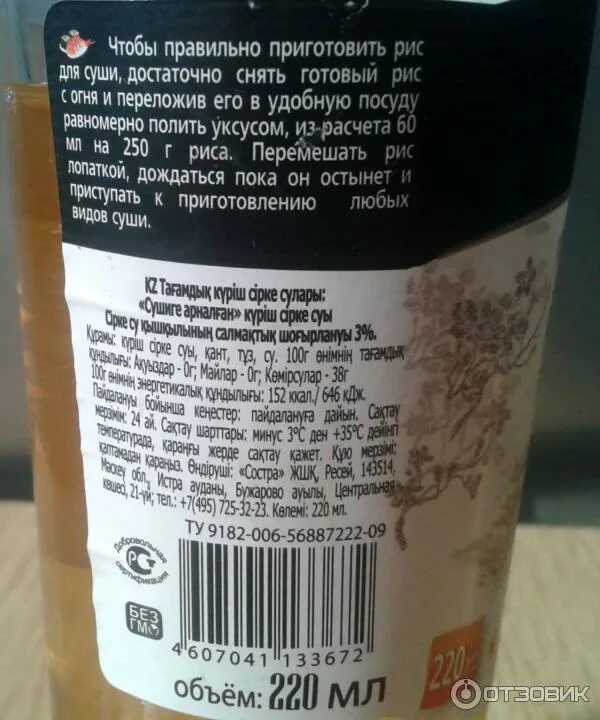 Чтобы правильно приготовить рис
для суши, достаточно снять готовый рис
с огня и переложив его в удобную посуду
равномерно полить уксусом, из расчета 60
мл на 250 г риса. Перемешать рис
лопаткой, дождаться пока он остынет и
приступать к приготовлению любых
видов суши.
KZ Тағамдық күріш сірке сулары:
«Сушиге арналған» күріш сірке суы
Сірке су қышқылының салмақтық шоғырлануы 3%.
Құрамы: күріш сірке суы, қант, тұз, су. 100г өнімнің тағамдық
құндылығы: Ақуыздар - 0г; Майлар - 0г; Көмірсулар - 38г
100г өнімнің энергетикалық құндылығы: 152 ккал./ 646 кДж.
Пайдалануы бойынша кеңестер: пайдалануға дайын. Сақтау
мерзімі: 24 ай. Сақтау шарттары: минус 3°С ден +35°С дейінгі
температурада, қараңғы жерде сақтау қажет. Құю мерзімі:
қаптамадан қараңыз. Өндіруші: «Состра» ЖШҚ, Ресей, 143514,
Мәскеу обл., Истра ауданы, Бужарово ауылы, Центральная
көшесі, 21-үй; тел.: +7(495) 725-32-23. Көлемі: 220 мл.
ТУ 9182-006-56887222-09
Добровольная
РСТ
сертификация
БЕЗ
ГМО
4 607041 133672
объём: 220 мл
220
ОТЗОВИК